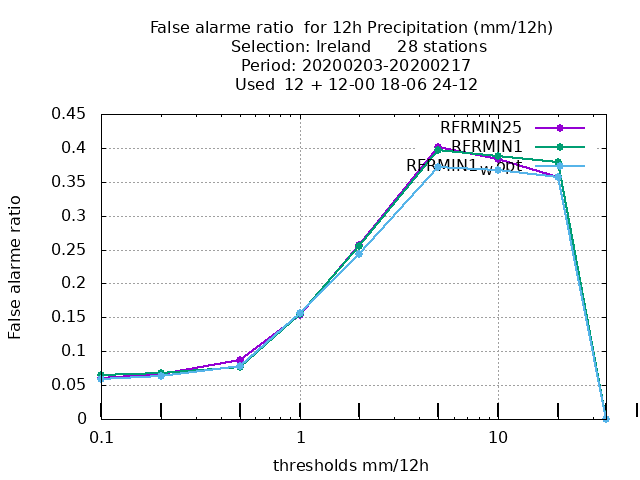 False alarme ratio  for 12h Precipitation (mm/12h)
Selection: Ireland     28 stations
Period: 20200203-20200217
Used  12 + 12-00 18-06 24-12
0.45
RFRMIN25
0.4
RFRMIN1
RFRMIN1wopt
0.35
0.3
0.25
0.2
0.15
0.1
0.05
0
0.1 1 10
False alarme ratio
thresholds mm/12h